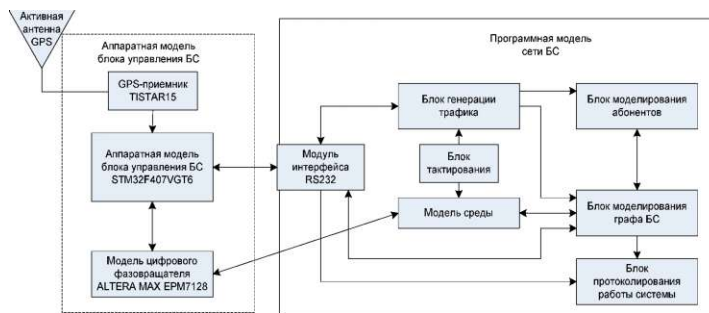 Активная
антенна
GPS
Аппаратная модель
блока управления БС
GPS-приемник
TISTAR15
Аппаратная модель
блока управления БС
STM32F407VGT6
Модель цифрового
фазовращателя
ALTERA MAX EPM7128
Программная модель
сети БС
Модуль
интерфейса
RS232
Блок генерации
трафика
Блок моделирования
абонентов
Блок
тактирования
Модель среды
Блок моделирования
графа БС
Блок
протоколирования
работы системы